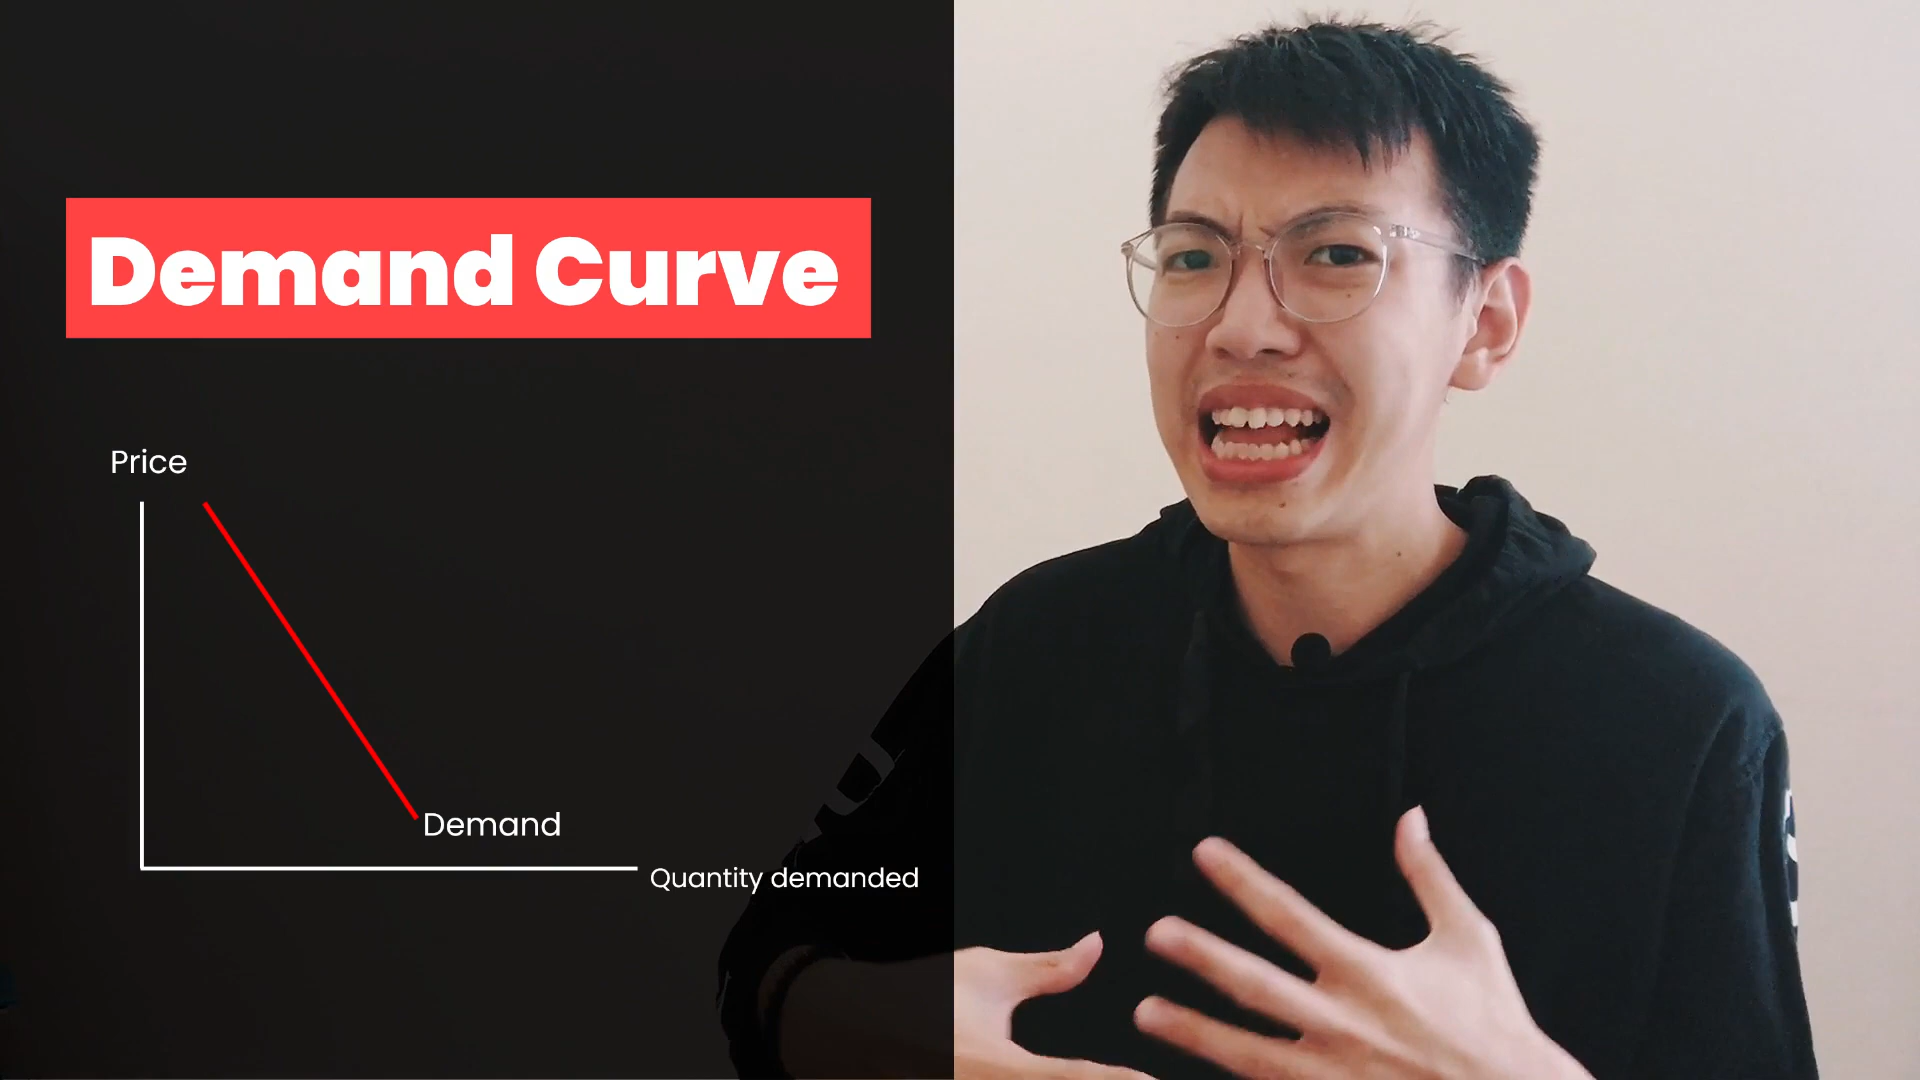 Demand Curve
Price
Demand
Quantity demanded